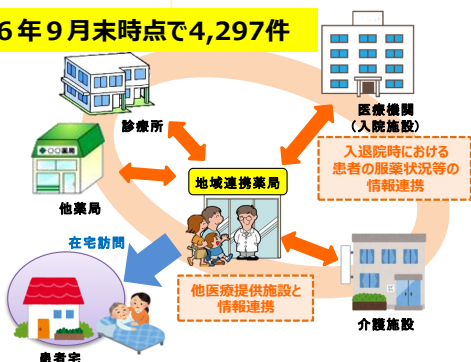 6年9月末時点で4,297件
診療所
医療機関
(入院施設)
入退院時における
患者の服薬状況等の
情報連携
○○薬局
他薬局
地域連携薬局
在宅訪問
他医療提供施設と
情報連携
介護施設
患者宅